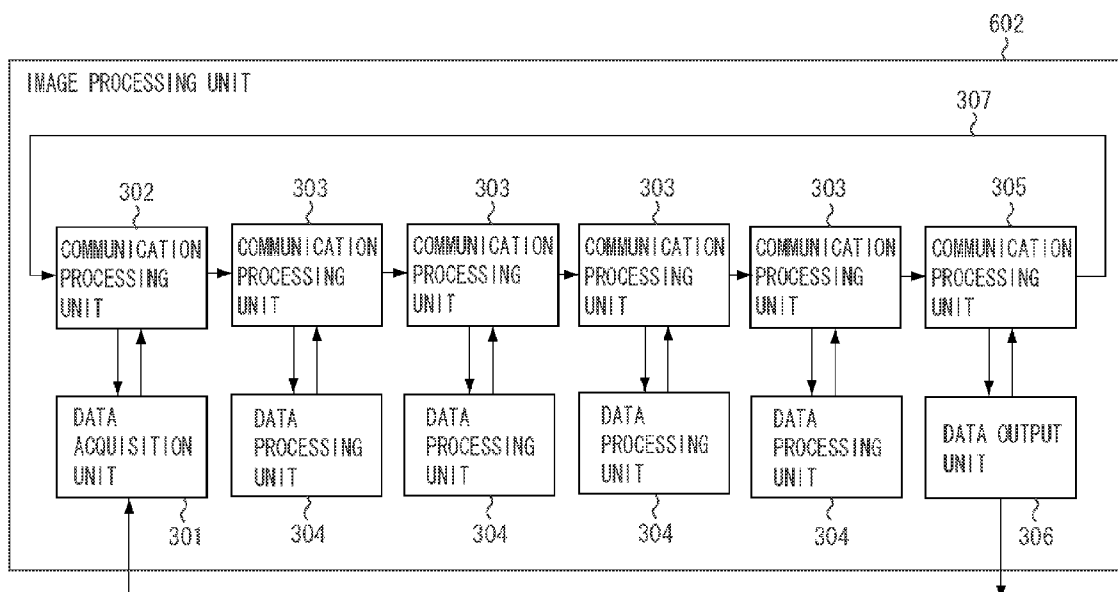 602
IMAGE PROCESSING UNIT
307
302
303
303
303
303
305
COMMUNICATION
PROCESSING
UNIT
COMMUNICATION
PROCESSING
UNIT
COMMUNICATION
PROCESSING
UNIT
COMMUNICATION
PROCESSING
UNIT
COMMUNICATION
PROCESSING
UNIT
COMMUNICATION
PROCESSING
UNIT
DATA
ACQUISITION
UNIT
DATA
PROCESSING
UNIT
DATA
PROCESSING
UNIT
DATA
PROCESSING
UNIT
DATA
PROCESSING
UNIT
DATA OUTPUT
UNIT
301
304
304
304
304
306